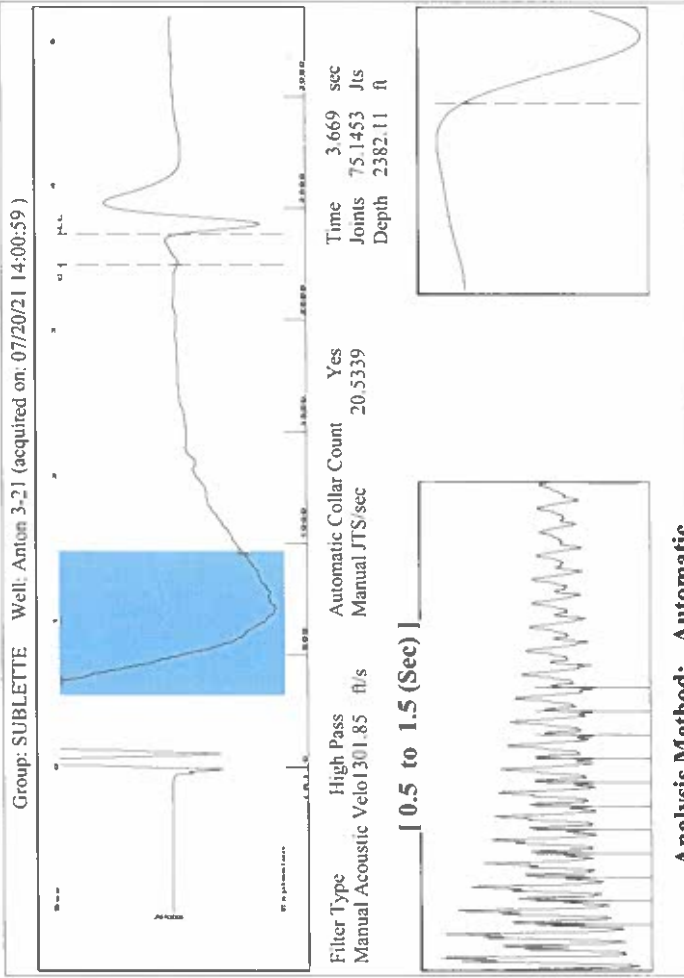 Group: SUBLETTE Well: Anton 3-21 (acquired on: 07/20/21 14:00:59 )
Filter Type High Pass Automatic Collar Count Yes Time 3.669 sec
Manual Acoustic Velo1301.85 ft/s Manual JTS/sec 20.5339 Joints 75.1453 Jts
Depth 2382.11 ft
[ 0.5 to 1.5 (Sec) ]
Analysis Method: Automatic